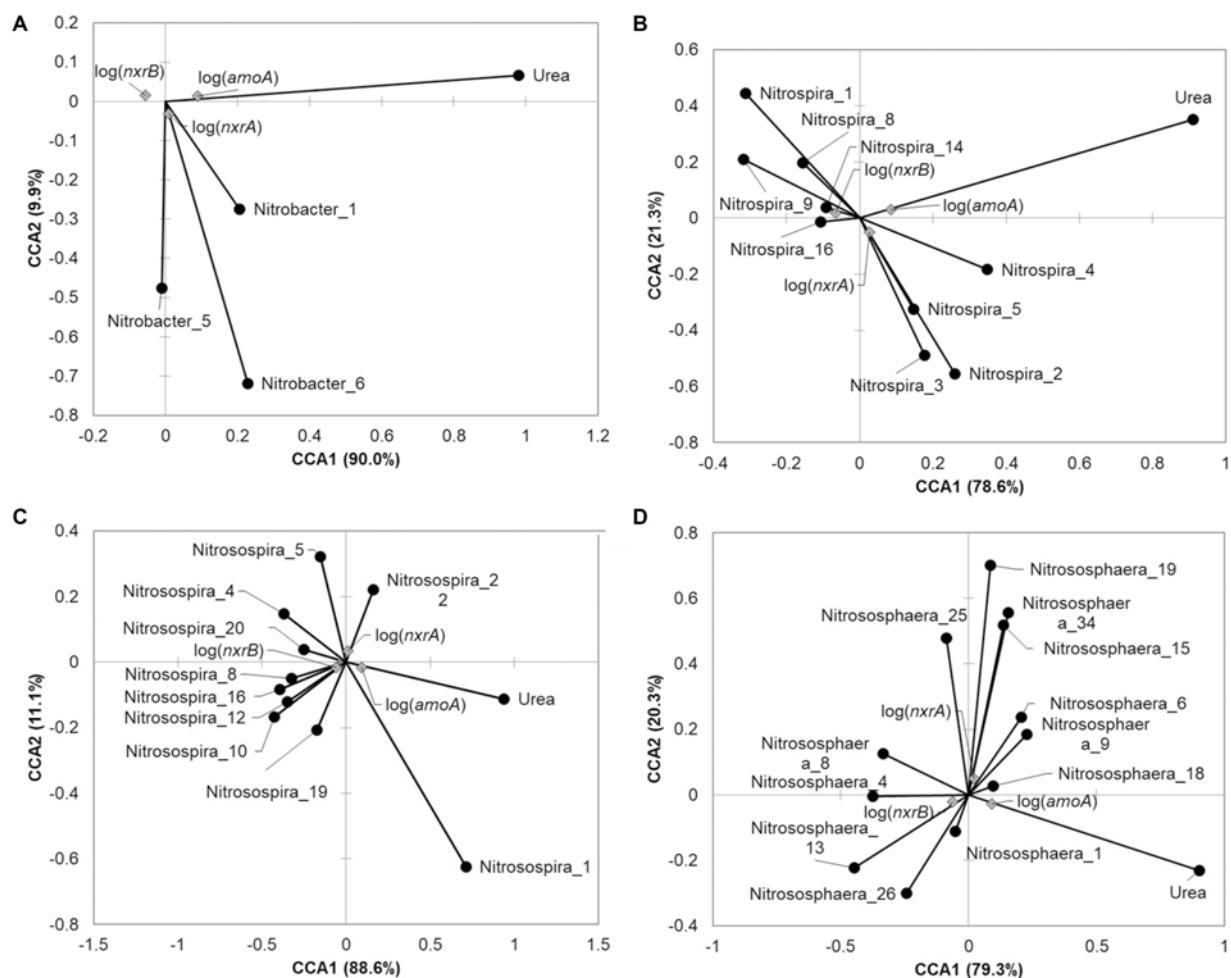 A
0.2
0.1
0
-0.1
-0.2
-0.3
-0.4
-0.5
-0.6
-0.7
-0.8
CCA2 (9.9%)
log(nxrB)
log(amoA)
Urea
log(nxrA)
Nitrobacter_1
Nitrobacter_5
Nitrobacter_6
-0.2 0 0.2 0.4 0.6 0.8 1 1.2
CCA1 (90.0%)
B
0.6
0.4
0.2
0
-0.2
-0.4
-0.6
-0.8
CCA2 (21.3%)
Nitrospira_1
Urea
Nitrospira_8
Nitrospira_14
log(nxrB)
Nitrospira_9
log(amoA)
Nitrospira_16
Nitrospira_4
log(nxrA)
Nitrospira_5
Nitrospira_3
Nitrospira_2
-0.4 -0.2 0 0.2 0.4 0.6 0.8 1
CCA1 (78.6%)
C
0.4
0.2
0
-0.2
-0.4
-0.6
-0.8
CCA2 (11.1%)
Nitrosospira_5
Nitrosospira_2
2
Nitrosospira_4
Nitrosospira_20
log(nxrA)
log(nxrB)
Nitrosospira_8
Urea
Nitrosospira_16
log(amoA)
Nitrosospira_12
Nitrosospira_10
Nitrosospira_19
Nitrosospira_1
-1.5 -1 -0.5 0 0.5 1 1.5
CCA1 (88.6%)
D
0.8
0.6
0.4
0.2
0
-0.2
-0.4
CCA2 (20.3%)
Nitrososphaera_19
Nitrososphaera_25
Nitrososphaer
a_34
Nitrososphaera_15
log(nxrA)
Nitrososphaera_6
Nitrososphaer
a_9
Nitrososphaer
a_8
Nitrososphaera_4
Nitrososphaera_18
log(nxrB)
log(amoA)
Nitrososphaera_
13
Nitrososphaera_1
Nitrososphaera_26
Urea
-1 -0.5 0 0.5 1
CCA1 (79.3%)